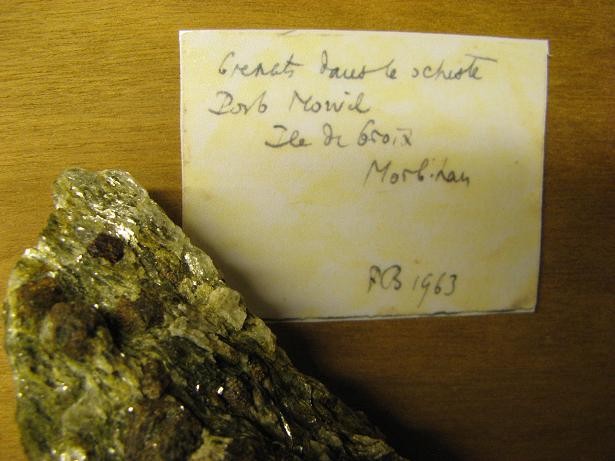 Grenats dans le schiste
Port Morvil
Ile de Groix
Morbihan
PB 1963